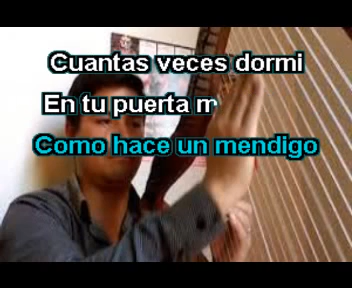 Cuantas veces dormi
En tu puerta
Como hace un mendigo